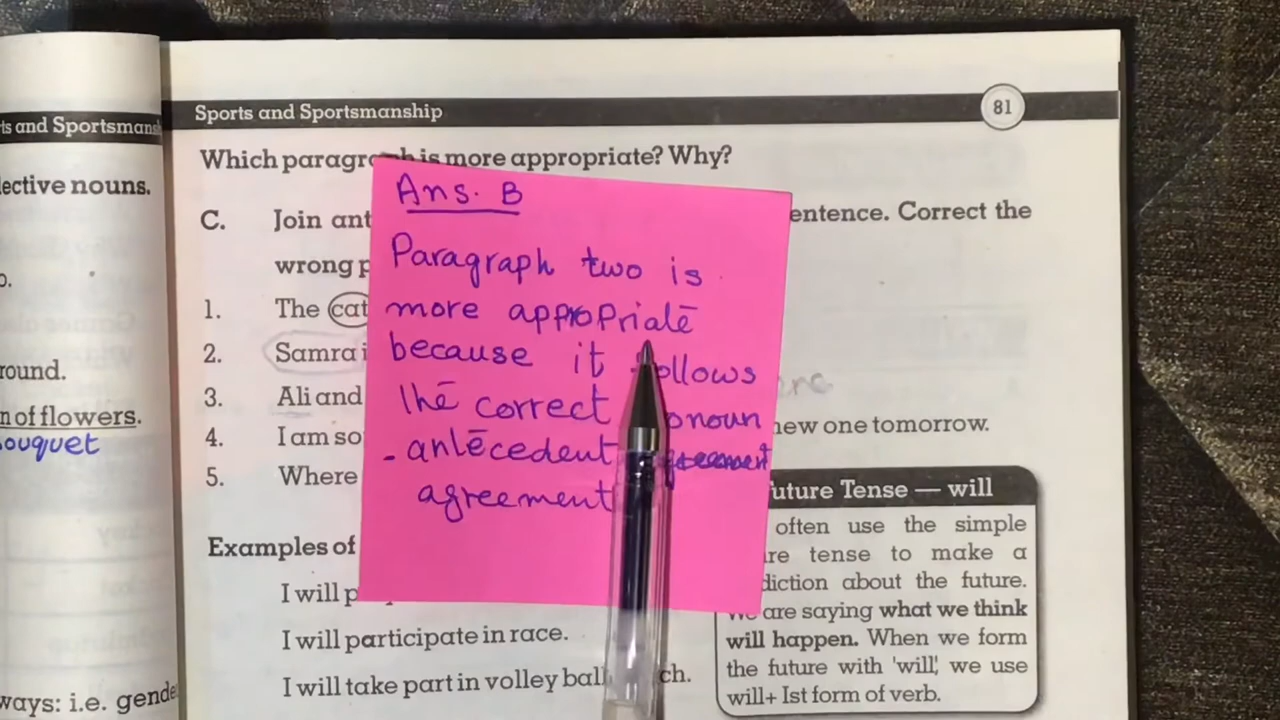 ts and Sportsmans
lective nouns.
o.
round.
n of flowers.
bouquet
ways: i.e. gende
Sports and Sportsmanship
81
Which paragraph is more appropriate? Why?
C. Join ant entence. Correct the
wrong p
1. The cat
2. Samra i
3. Ali and
4. I am so new one tomorrow.
5. Where
Examples of
I will p
I will participate in race.
I will take part in volley ball ch.
Ans. B
Paragraph two is
more appropriate
because it follows
the correct onoun
- antecedent
agreement
uture Tense — will
often use the simple
re tense to make a
diction about the future.
We are saying what we think
will happen. When we form
the future with 'will', we use
will+ Ist form of verb.